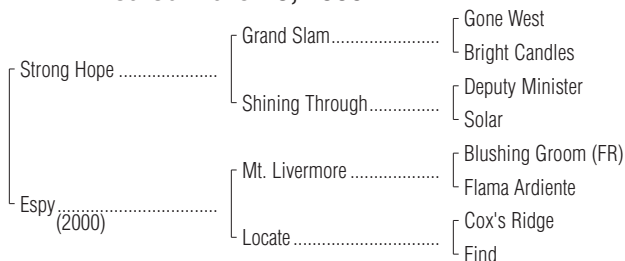 Gone West
Grand Slam
Bright Candles
Strong Hope
Deputy Minister
Shining Through
Solar
Blushing Groom (FR)
Mt. Livermore
Flama Ardiente
Espy
(2000)
Cox's Ridge
Locate
Find